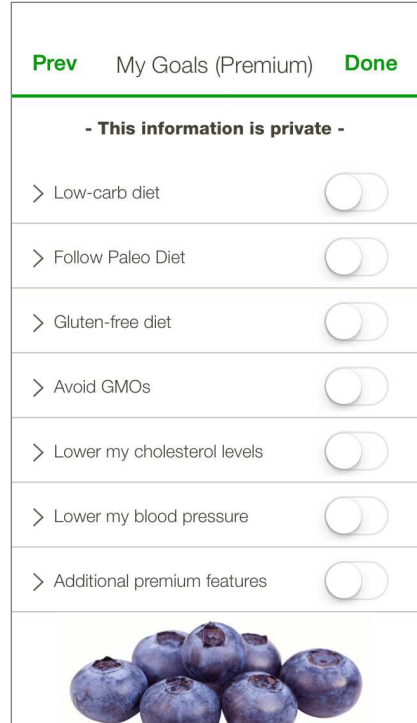 Prev My Goals (Premium) Done
- This information is private -
Low-carb diet
Follow Paleo Diet
Gluten-free diet
Avoid GMOs
Lower my cholesterol levels
Lower my blood pressure
Additional premium features